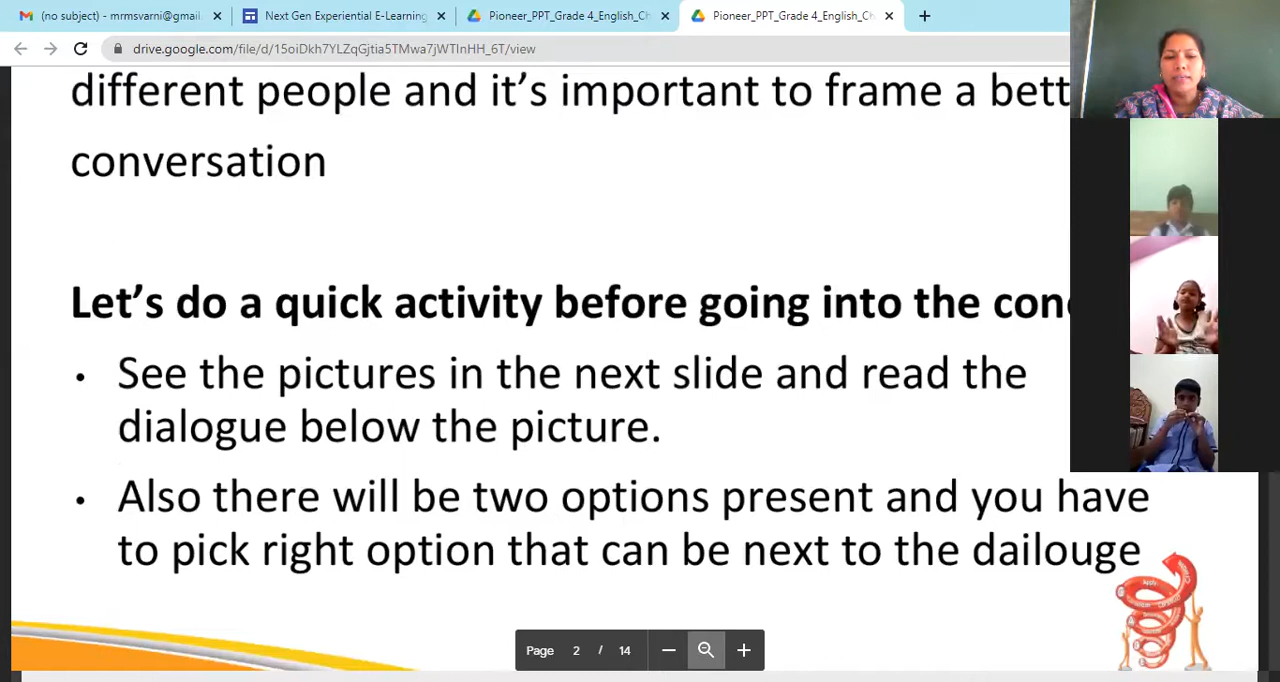 (no subject) - mrmsvarni@gmail. Next Gen Experiential E-Learning Pioneer_PPT_Grade 4_English_Ch Pioneer_PPT_Grade 4_English_Ch
drive.google.com/file/d/15oiDkh7YLZqGjtia5TMwa7jWTInHH_6T/view
different people and it's important to frame a bett
conversation
Let's do a quick activity before going into the con
• See the pictures in the next slide and read the
dialogue below the picture.
• Also there will be two options present and you have
to pick right option that can be next to the dailouge
Page 2 / 14